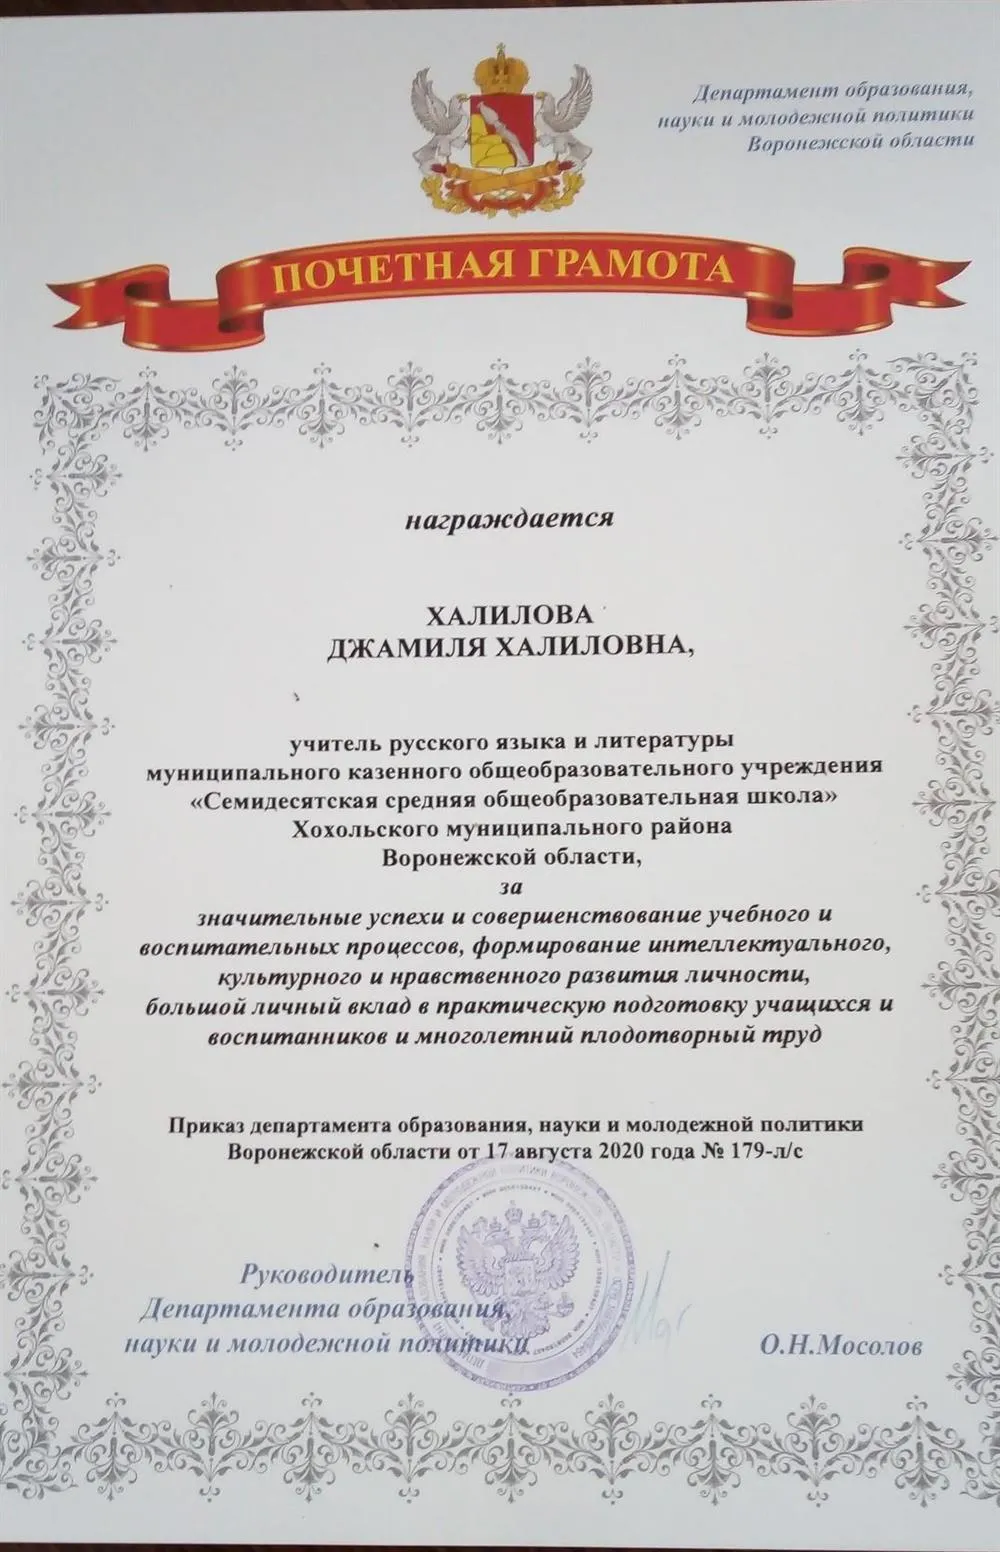 Департамент образования,
науки и молодежной политики
Воронежской области
ПОЧЕТНАЯ ГРАМОТА
награждается
ХАЛИЛОВА
ДЖАМИЛЯ ХАЛИЛОВНА,
учитель русского языка и литературы
муниципального казенного общеобразовательного учреждения
«Семидесятская средняя общеобразовательная школа»
Хохольского муниципального района
Воронежской области,
за
значительные успехи и совершенствование учебного и
воспитательных процессов, формирование интеллектуального,
культурного и нравственного развития личности,
большой личный вклад в практическую подготовку учащихся и
воспитанников и многолетний плодотворный труд
Приказ департамента образования, науки и молодежной политики
Воронежской области от 17 августа 2020 года № 179-л/с
Руководитель
Департамента образования,
науки и молодежной политики
О.Н.Мосолов